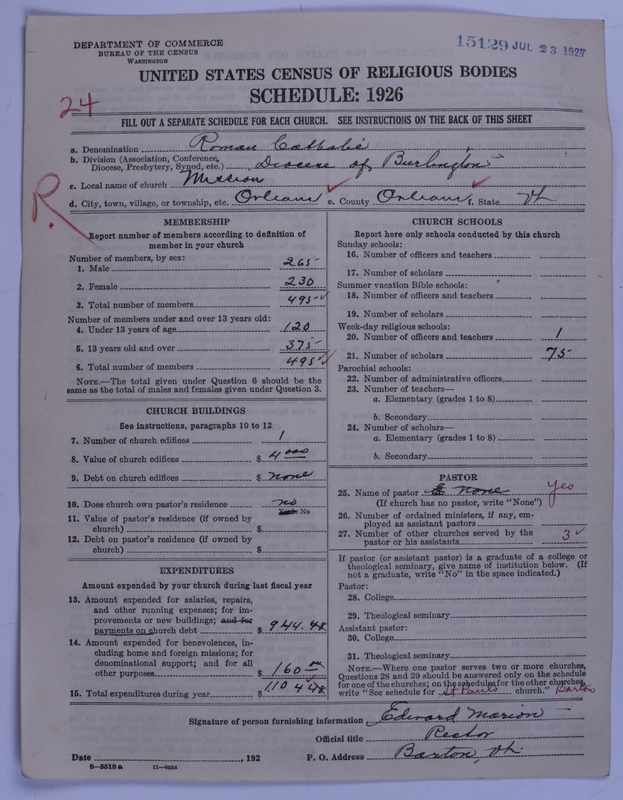 DEPARTMENT OF COMMERCE
BUREAU OF THE CENSUS
WASHINGTON
15129 JUL 23 1927
UNITED STATES CENSUS OF RELIGIOUS BODIES
SCHEDULE: 1926
24
FILL OUT A SEPARATE SCHEDULE FOR EACH CHURCH. SEE INSTRUCTIONS ON THE BACK OF THIS SHEET
a. Denomination Roman Catholic
b. Division (Association, Conference, Diocese, Presbytery, Synod, etc.) Diocese of Burlington
c. Local name of church Mission
d. City, town, village, or township, etc. Orleans e. County Orleans f. State Vt
R.
MEMBERSHIP
Report number of members according to definition of
member in your church
Number of members, by sex:
1. Male 265
2. Female 230
3. Total number of members 495
Number of members under and over 13 years old:
4. Under 13 years of age 120
5. 13 years old and over 375
6. Total number of members 495
NOTE.—The total given under Question 6 should be the
same as the total of males and females given under Question 3.
CHURCH BUILDINGS
See instructions, paragraphs 10 to 12
7. Number of church edifices 1
8. Value of church edifices $ 4000
9. Debt on church edifices $ none
10. Does church own pastor's residence no
Yes or No
11. Value of pastor's residence (if owned by
church) $
12. Debt on pastor's residence (if owned by
church) $
EXPENDITURES
Amount expended by your church during last fiscal year
13. Amount expended for salaries, repairs,
and other running expenses; for im-
provements or new buildings; and for
payments on church debt $ 944.48
14. Amount expended for benevolences, in-
cluding home and foreign missions; for
denominational support; and for all
other purposes $ 160.00
15. Total expenditures during year $ 1104.48
CHURCH SCHOOLS
Report here only schools conducted by this church
Sunday schools:
16. Number of officers and teachers
17. Number of scholars
Summer vacation Bible schools:
18. Number of officers and teachers
19. Number of scholars
Week-day religious schools:
20. Number of officers and teachers 1
21. Number of scholars 75
Parochial schools:
22. Number of administrative officers
23. Number of teachers—
a. Elementary (grades 1 to 8)
b. Secondary
24. Number of scholars—
a. Elementary (grades 1 to 8)
b. Secondary
PASTOR
25. Name of pastor none yes
(If church has no pastor, write "None")
26. Number of ordained ministers, if any, em-
ployed as assistant pastors
27. Number of other churches served by the
pastor or his assistants 3
If pastor (or assistant pastor) is a graduate of a college or
theological seminary, give name of institution below. (If
not a graduate, write "No" in the space indicated.)
Pastor:
28. College
29. Theological seminary
Assistant pastor:
30. College
31. Theological seminary
NOTE.—Where one pastor serves two or more churches,
Questions 28 and 29 should be answered only on the schedule
for one of the churches; on the schedules for the other churches,
write "See schedule for St Pauls church." Barton
Signature of person furnishing information Edward Marion
Official title Rector
Date , 192 P. O. Address Barton, Vt.
8—5518a 11—9034